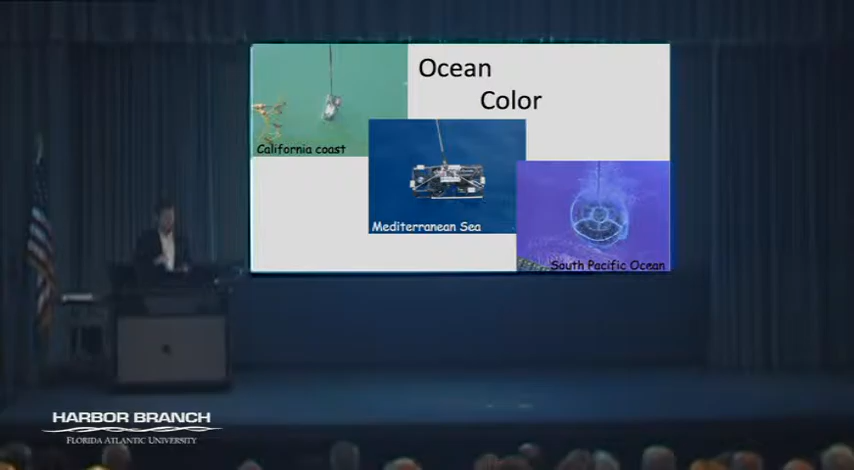 Ocean
Color
California coast
Mediterranean Sea
South Pacific Ocean
HARBOR BRANCH
FLORIDA ATLANTIC UNIVERSITY